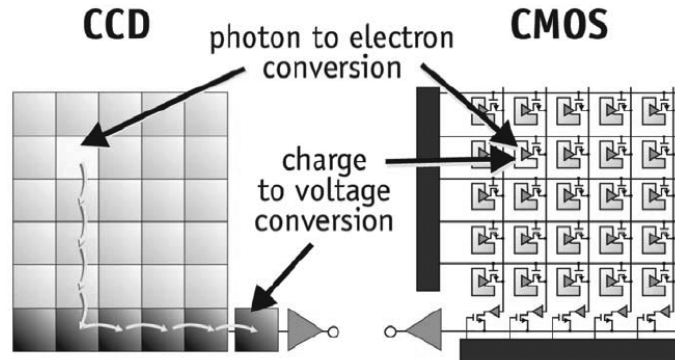 CCD
CMOS
photon to electron
conversion
charge
to voltage
conversion